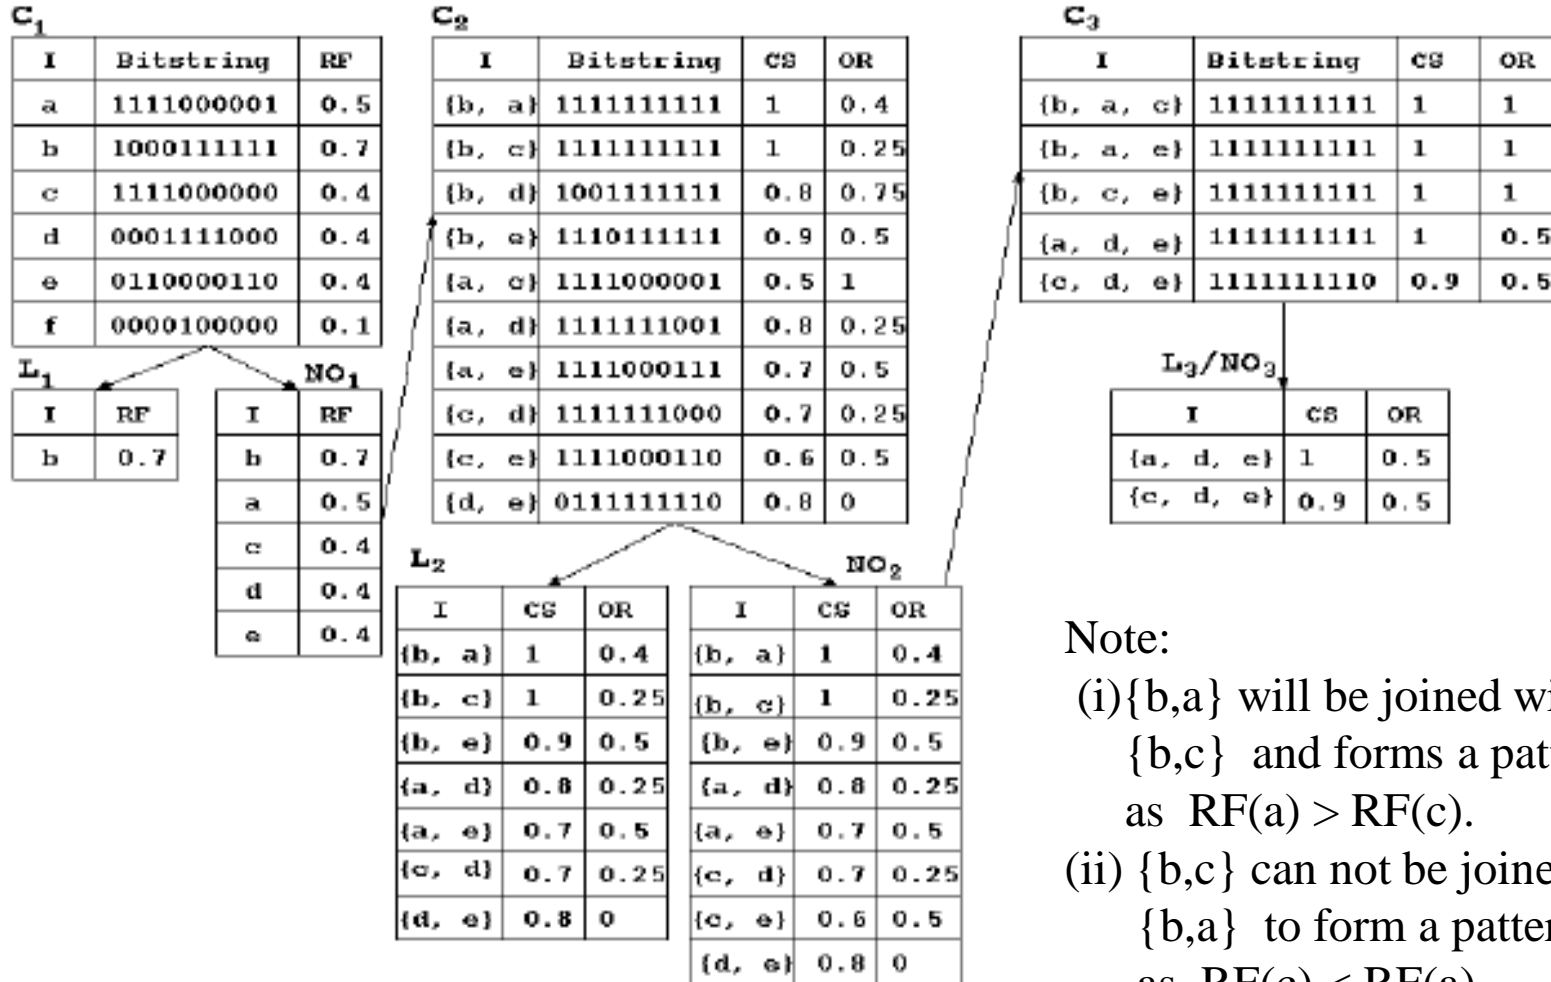 C1
I Bitstring RF
a 1111000001 0.5
b 1000111111 0.7
c 1111000000 0.4
d 0001111000 0.4
e 0110000110 0.4
f 0000100000 0.1
L1
I RF
b 0.7
NO1
I RF
b 0.7
a 0.5
c 0.4
d 0.4
e 0.4
C2
I Bitstring CS OR
{b, a} 1111111111 1 0.4
{b, c} 1111111111 1 0.25
{b, d} 1001111111 0.8 0.75
{b, e} 1110111111 0.9 0.5
{a, c} 1111000001 0.5 1
{a, d} 1111111001 0.8 0.25
{a, e} 1111000111 0.7 0.5
{c, d} 1111111000 0.7 0.25
{c, e} 1111000110 0.6 0.5
{d, e} 0111111110 0.8 0
L2
I CS OR
{b, a} 1 0.4
{b, c} 1 0.25
{b, e} 0.9 0.5
{a, d} 0.8 0.25
{a, e} 0.7 0.5
{c, d} 0.7 0.25
{d, e} 0.8 0
NO2
I CS OR
{b, a} 1 0.4
{b, c} 1 0.25
{b, e} 0.9 0.5
{a, d} 0.8 0.25
{a, e} 0.7 0.5
{c, d} 0.7 0.25
{c, e} 0.6 0.5
{d, e} 0.8 0
C3
I Bitstring CS OR
{b, a, c} 1111111111 1 1
{b, a, e} 1111111111 1 1
{b, c, e} 1111111111 1 1
{a, d, e} 1111111111 1 0.5
{c, d, e} 1111111110 0.9 0.5
L3/NO3
I CS OR
{a, d, e} 1 0.5
{c, d, e} 0.9 0.5
Note:
(i){b,a} will be joined
{b,c} and forms a
as RF(a) > RF(c).
(ii) {b,c} can not be
{b,a} to form a
as RF(c) < RF(a)